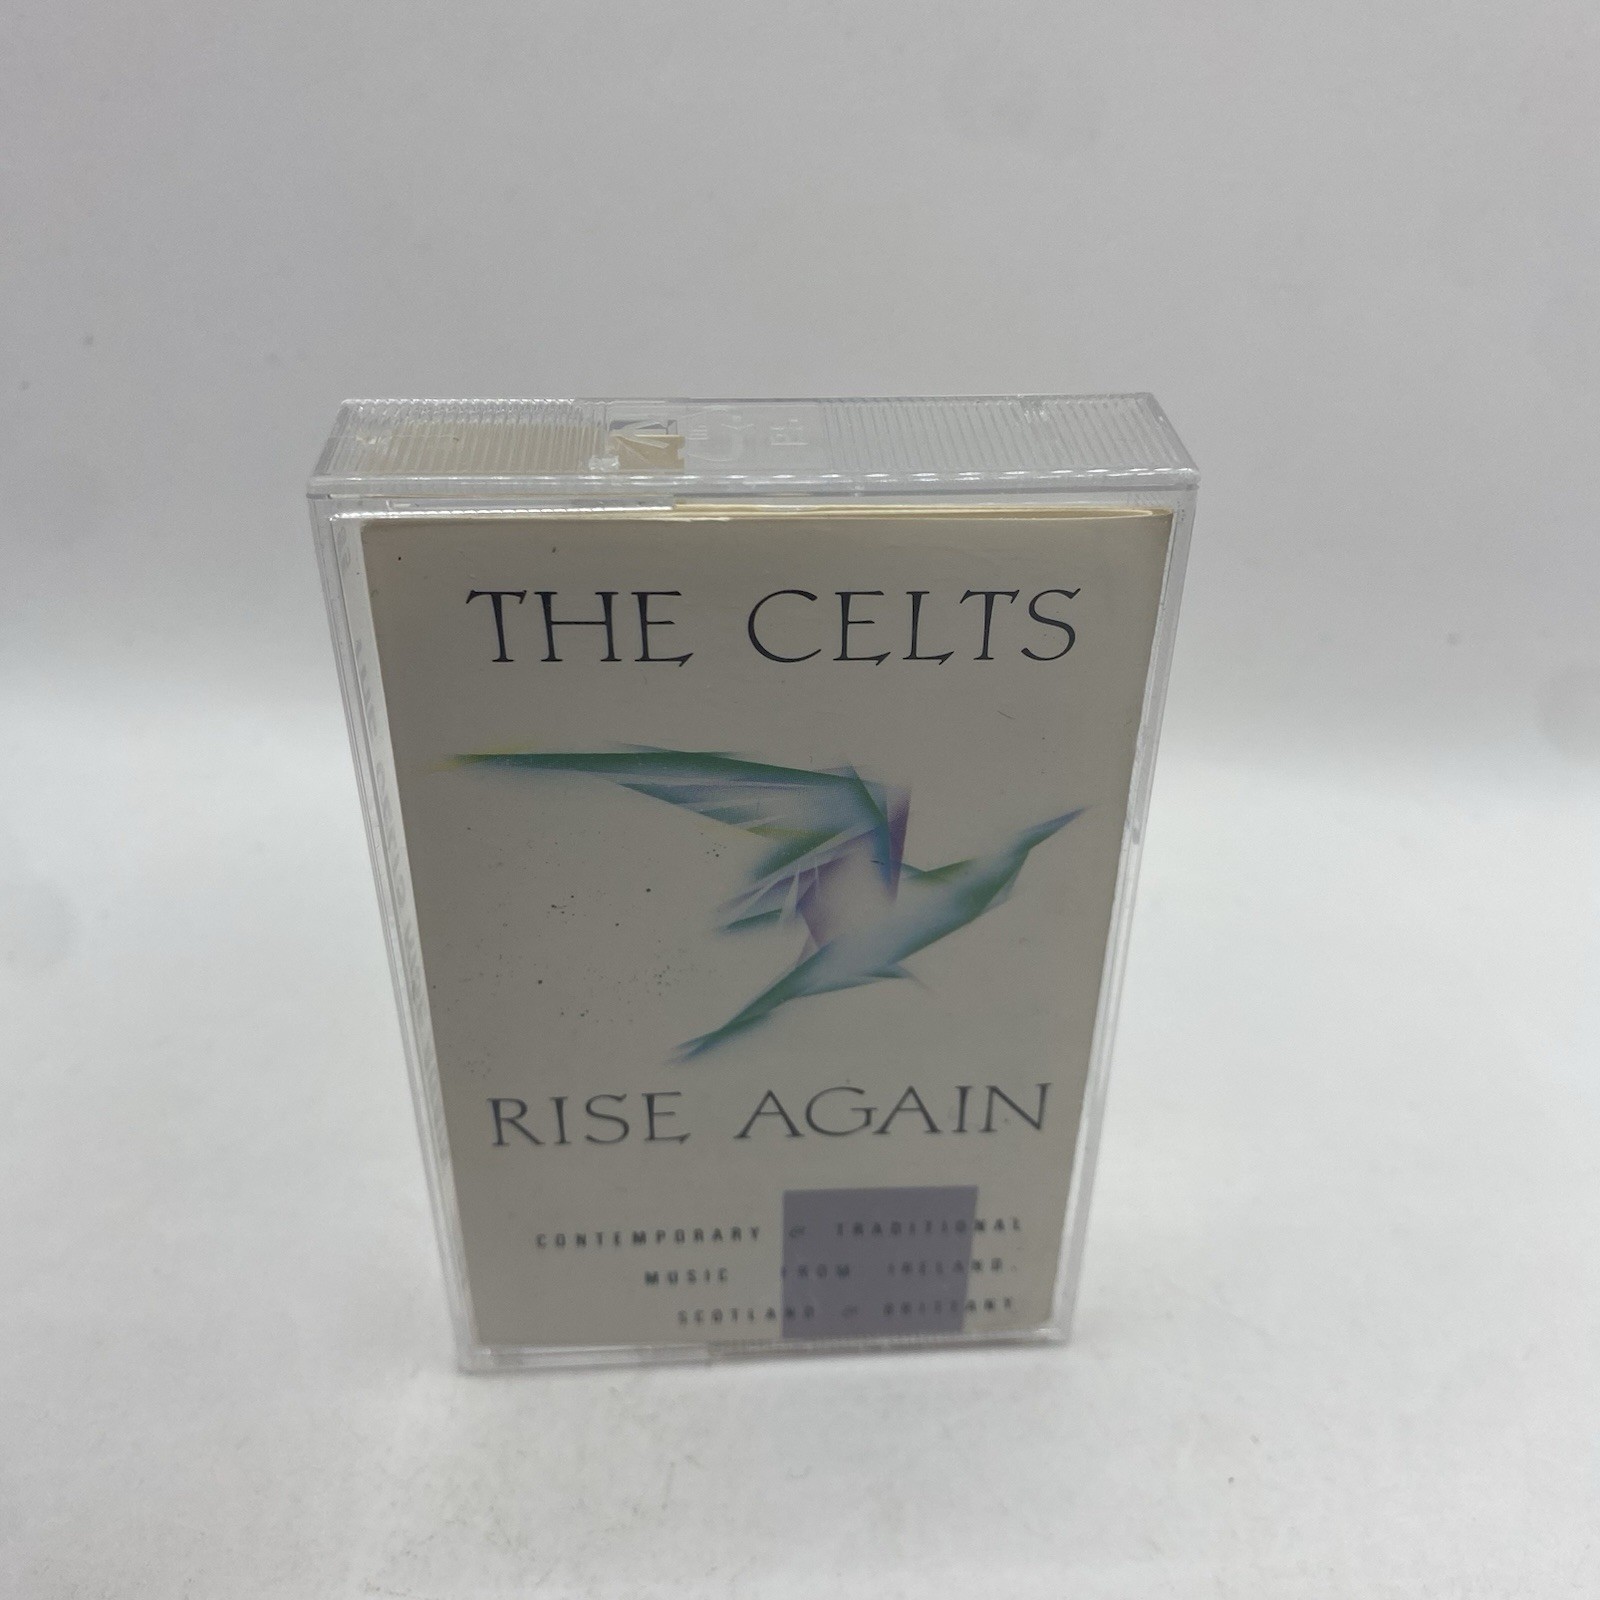 THE CELTS
RISE AGAIN
CONTEMPORARY & TRADITIONAL
MUSIC FROM IRELAND,
SCOTLAND & BRITTANY